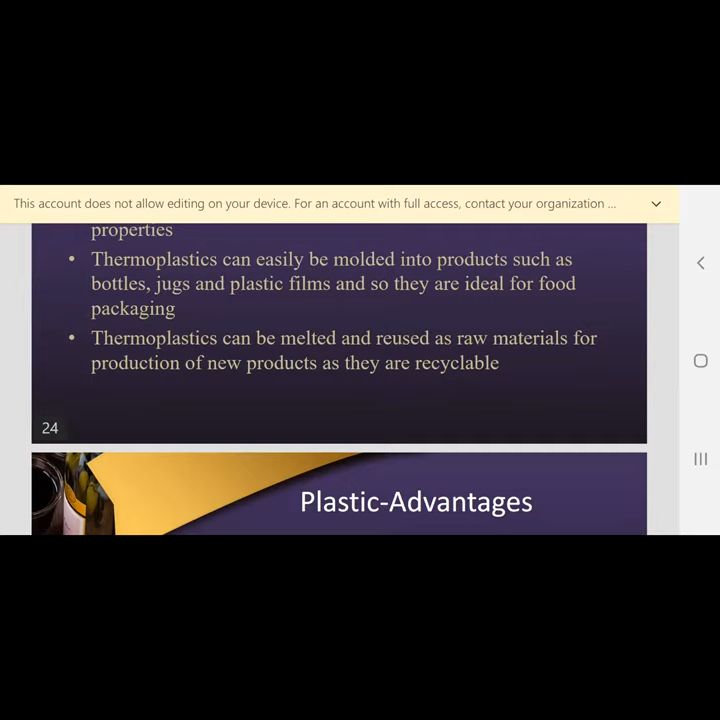 This account does not allow editing on your device. For an account with full access, contact your organization ...
properties
• Thermoplastics can easily be molded into products such as
bottles, jugs and plastic films and so they are ideal for food
packaging
• Thermoplastics can be melted and reused as raw materials for
production of new products as they are recyclable
24
Plastic-Advantages